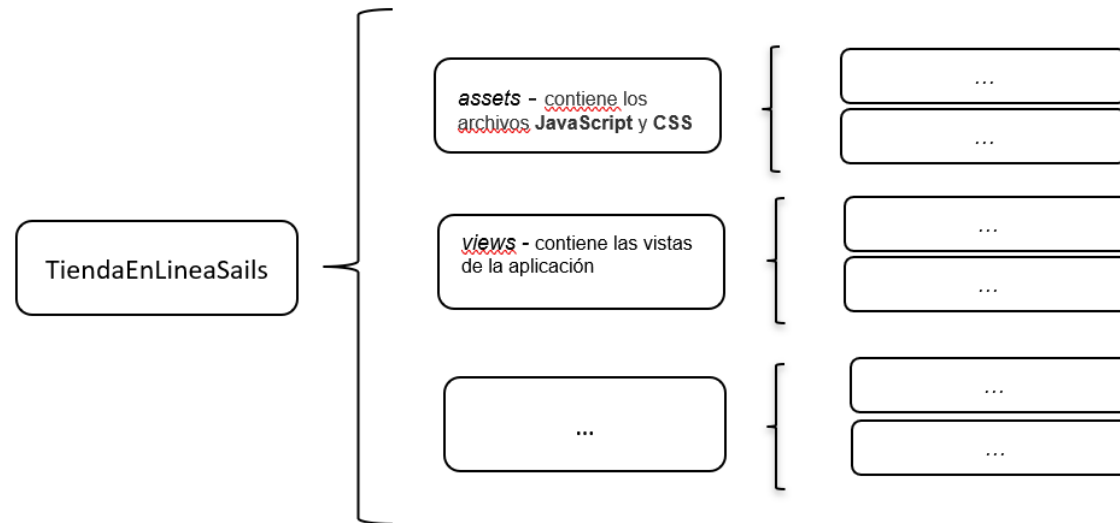 TiendaEnLineaSails
assets - contiene los
archivos JavaScript y CSS
...
...
views - contiene las vistas
de la aplicación
...
...
...
...
...